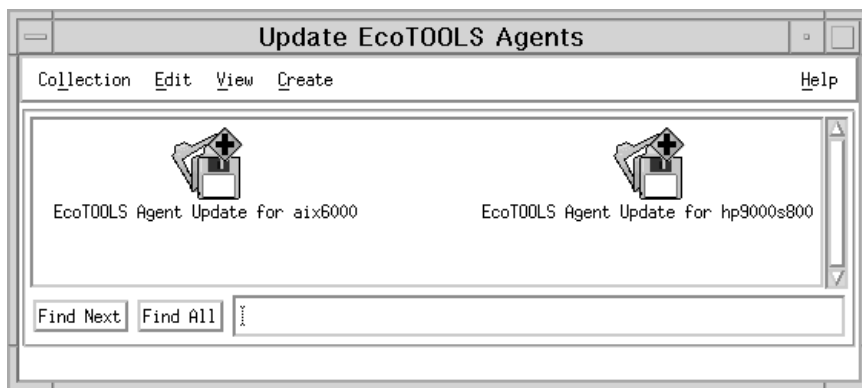 Update EcoTOOLS Agents
Collection Edit View Create Help
EcoTOOLS Agent Update for aix6000
EcoTOOLS Agent Update for hp9000s800
Find Next Find All